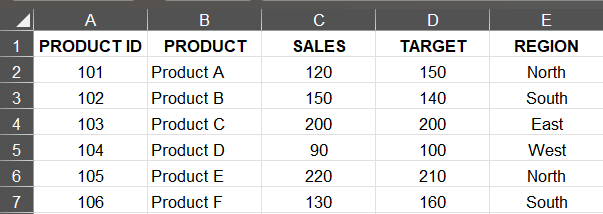 A B C D E
1 PRODUCT ID PRODUCT SALES TARGET REGION
2 101 Product A 120 150 North
3 102 Product B 150 140 South
4 103 Product C 200 200 East
5 104 Product D 90 100 West
6 105 Product E 220 210 North
7 106 Product F 130 160 South